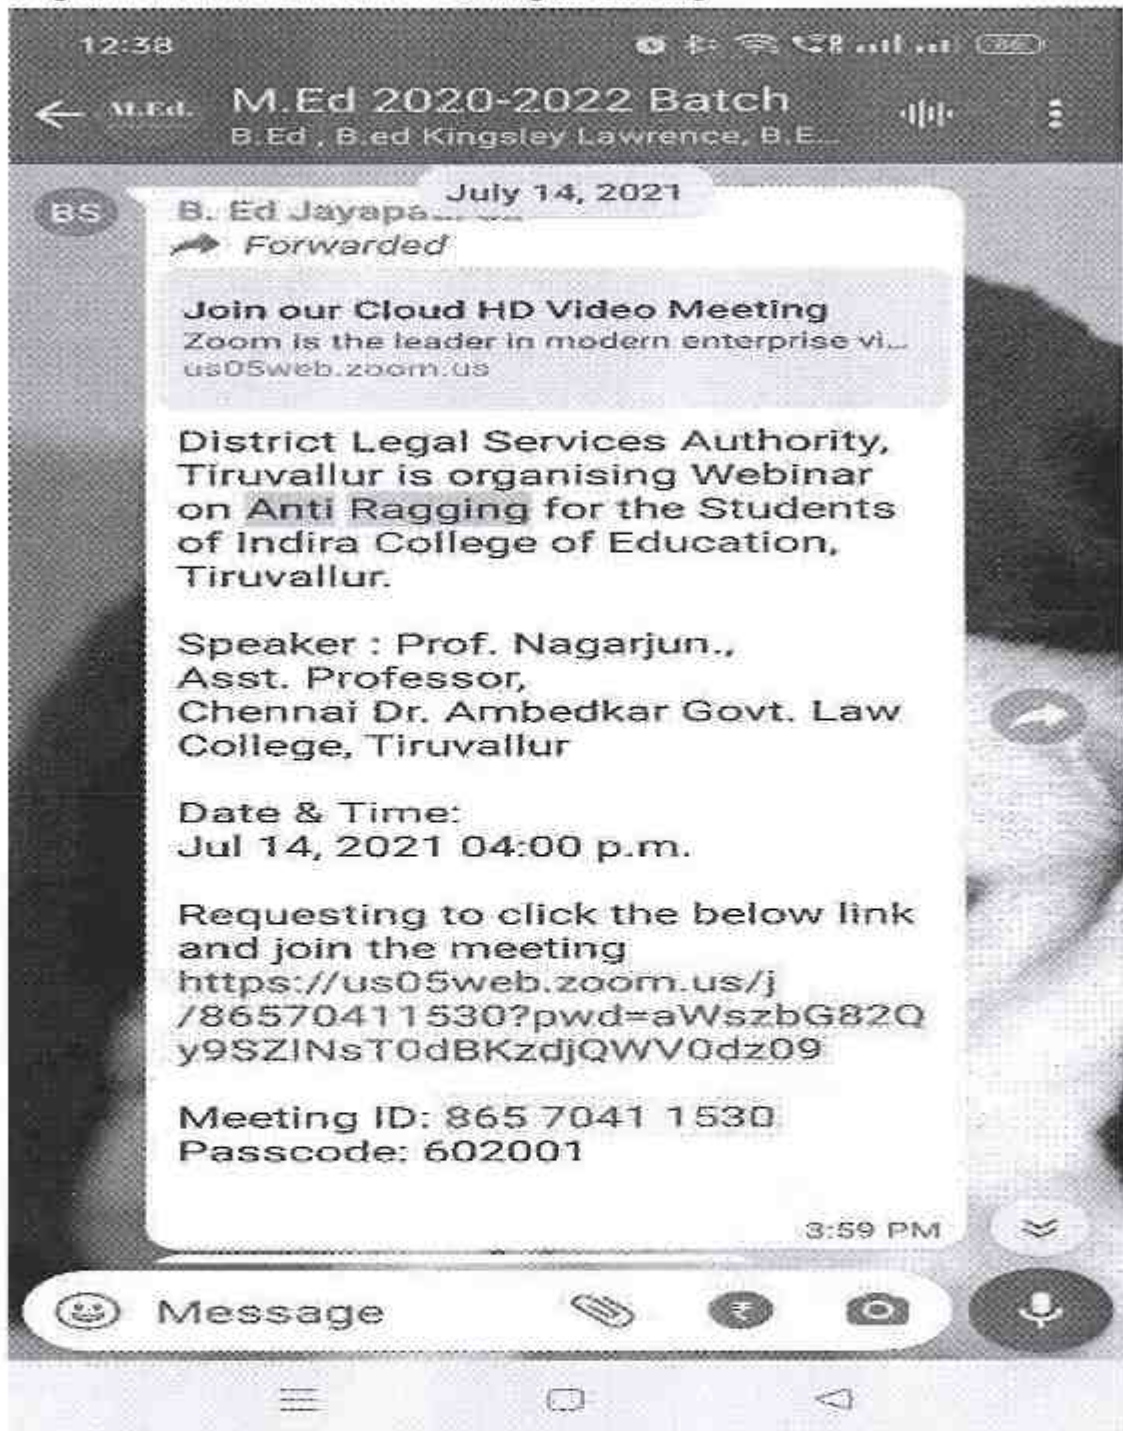 12:38
M.Ed. M.Ed 2020-2022 Batch
B.Ed , B.ed Kingsley Lawrence, B.E...
July 14, 2021
BS
B. Ed
Forwarded
Join our Cloud HD Video Meeting
Zoom is the leader in modern enterprise vi...
us05web.zoom.us
District Legal Services Authority,
Tiruvallur is organising Webinar
on Anti Ragging for the Students
of Indira College of Education,
Tiruvallur.
Speaker : Prof. Nagarjun.,
Asst. Professor,
Chennai Dr. Ambedkar Govt. Law
College, Tiruvallur
Date & Time:
Jul 14, 2021 04:00 p.m.
Requesting to click the below link
and join the meeting
https://us05web.zoom.us/j
/86570411530?pwd=aWszbG82Q
y9SZlNsT0dBKzdjQWV0dz09
Meeting ID: 865 7041 1530
Passcode: 602001
3:59 PM
Message